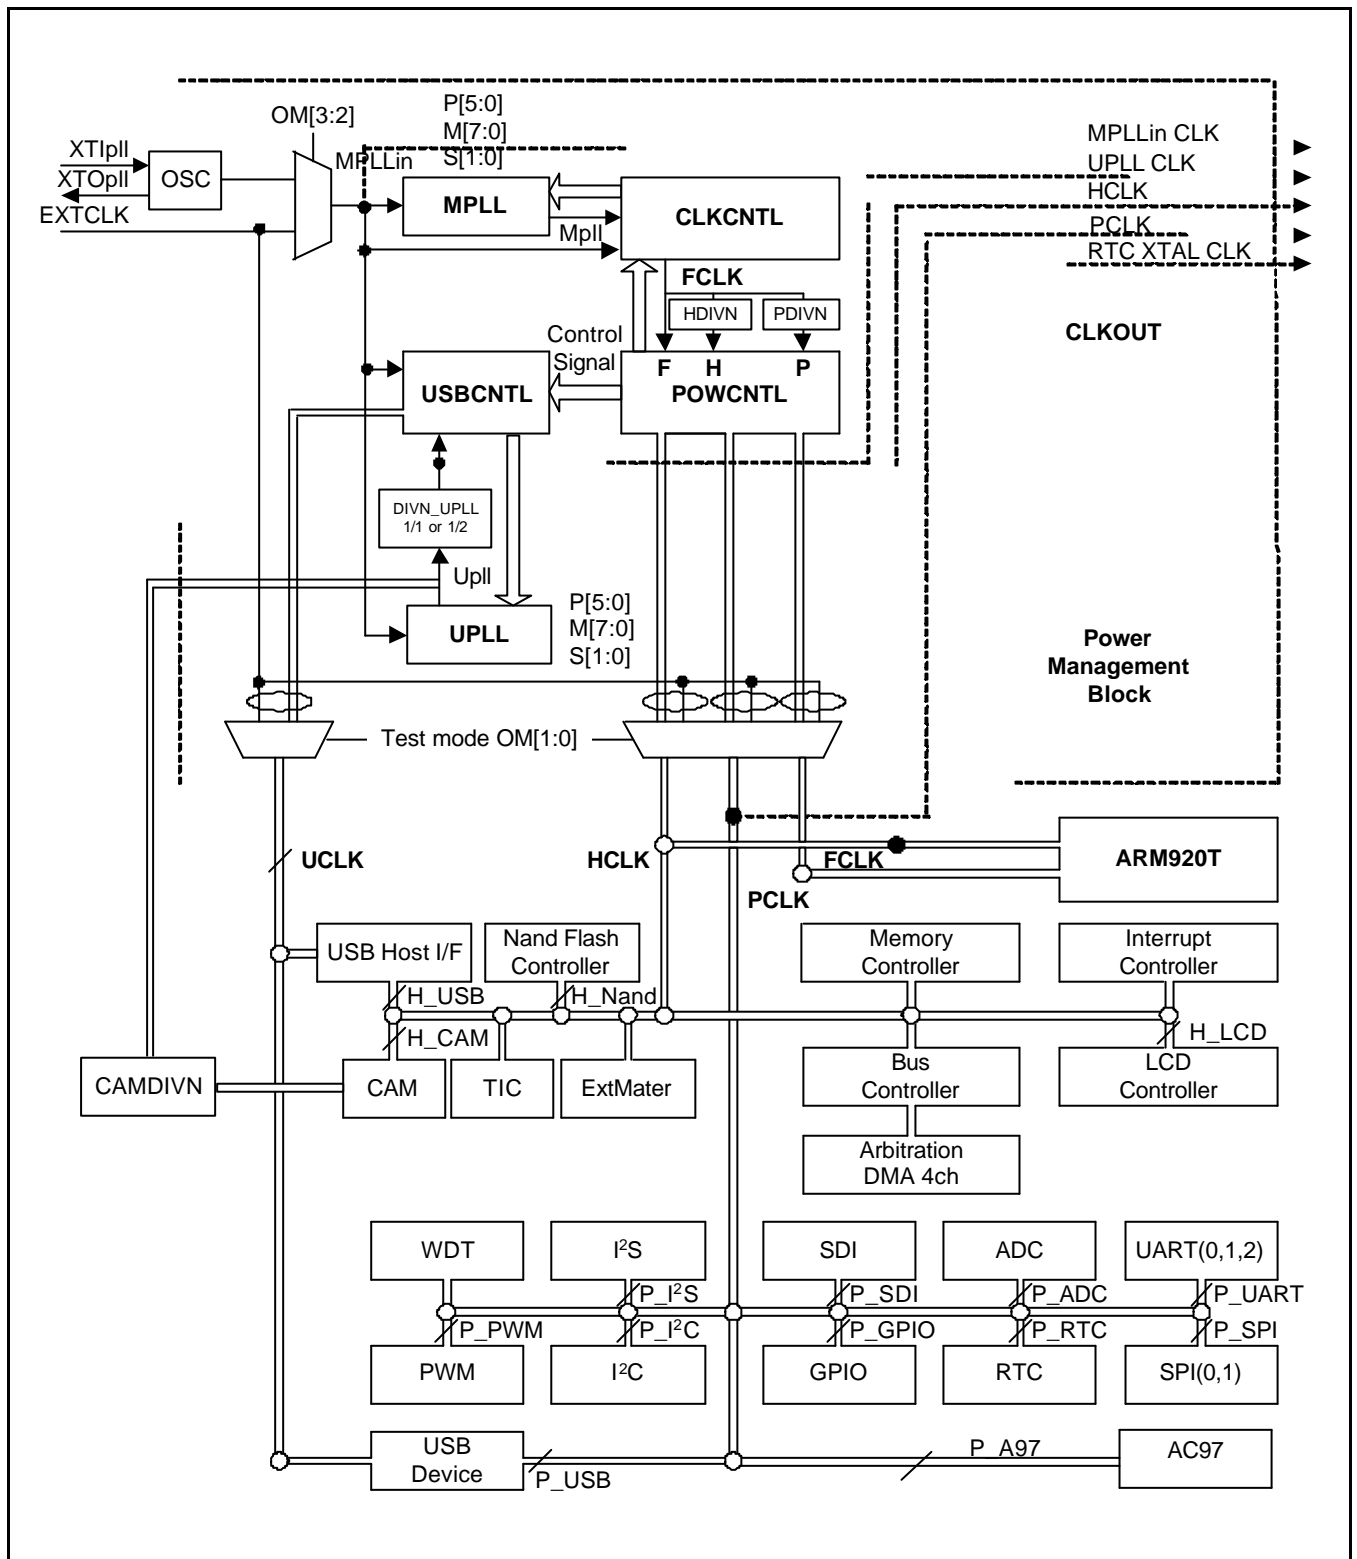 OM[3:2]
P[5:0]
M[7:0]
S[1:0]
MPLLin CLK
UPLL CLK
HCLK
PCLK
RTC XTAL CLK
XTIpll
XTOpll
EXTCLK
OSC
MPLLin
MPLL
CLKCNTL
Mpll
FCLK
HDIVN
PDIVN
CLKOUT
Control
Signal
F H P
USBCNTL
POWCNTL
DIVN_UPLL
1/1 or 1/2
Upll
UPLL
P[5:0]
M[7:0]
S[1:0]
Power
Management
Block
Test mode OM[1:0]
UCLK
HCLK
FCLK
PCLK
ARM920T
USB Host I/F
Nand Flash
Controller
Memory
Controller
Interrupt
Controller
H_USB
H_Nand
H_CAM
H_LCD
CAMDIVN
CAM
TIC
ExtMater
Bus
Controller
LCD
Controller
Arbitration
DMA 4ch
WDT
I²S
SDI
ADC
UART(0,1,2)
P_I²S
P_SDI
P_ADC
P_UART
P_PWM
P_I²C
P_GPIO
P_RTC
P_SPI
PWM
I²C
GPIO
RTC
SPI(0,1)
USB
Device
P_USB
P_A97
AC97